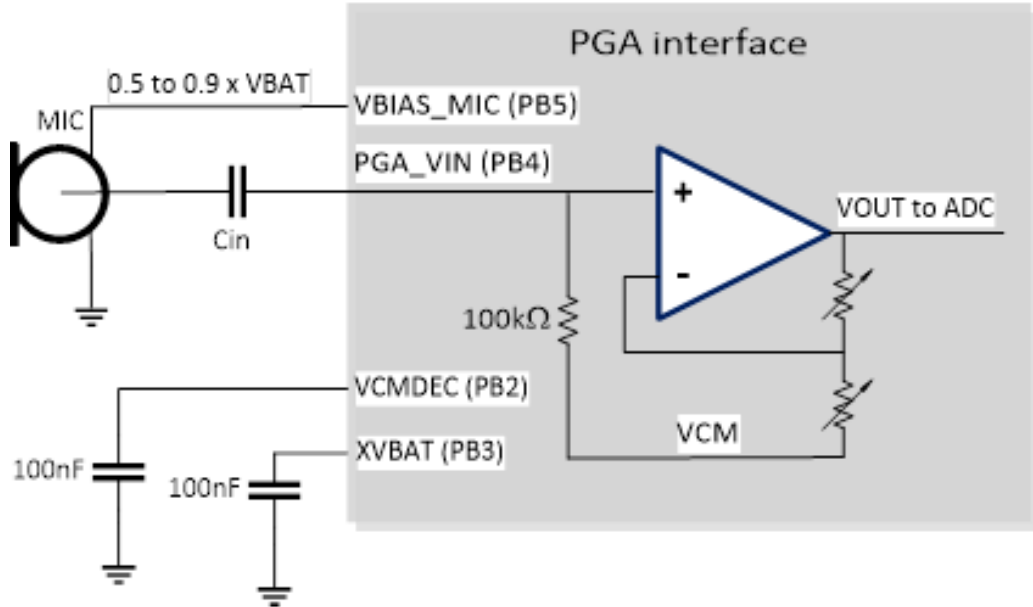 PGA interface
0.5 to 0.9 x VBAT
VBIAS_MIC (PB5)
MIC
PGA_VIN (PB4)
+
VOUT to ADC
Cin
-
100kΩ
VCMDEC (PB2)
VCM
XVBAT (PB3)
100nF
100nF